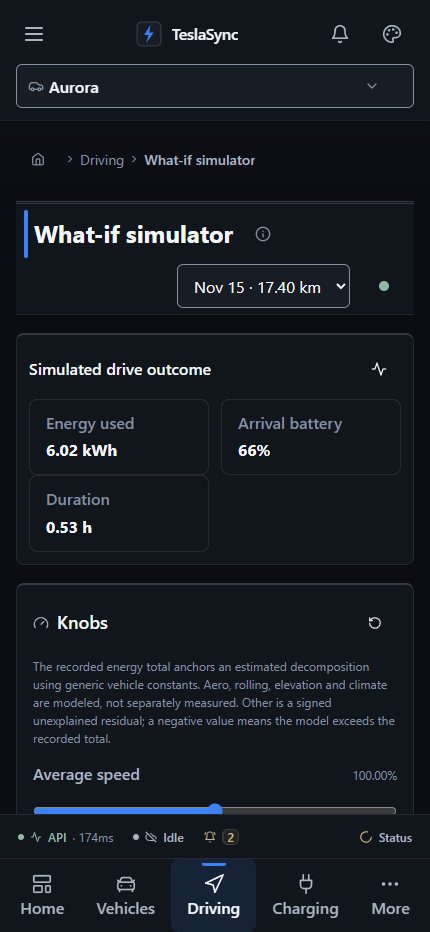 TeslaSync
Aurora
Driving
What-if simulator
What-if simulator
Nov 15 · 17.40 km
Simulated drive outcome
Energy used
6.02 kWh
Arrival battery
66%
Duration
0.53 h
Knobs
The recorded energy total anchors an estimated decomposition
using generic vehicle constants. Aero, rolling, elevation and climate
are modeled, not separately measured. Other is a signed
unexplained residual; a negative value means the model exceeds the
recorded total.
Average speed
100.00%
API · 174ms
Idle
2
Status
Home
Vehicles
Driving
Charging
More